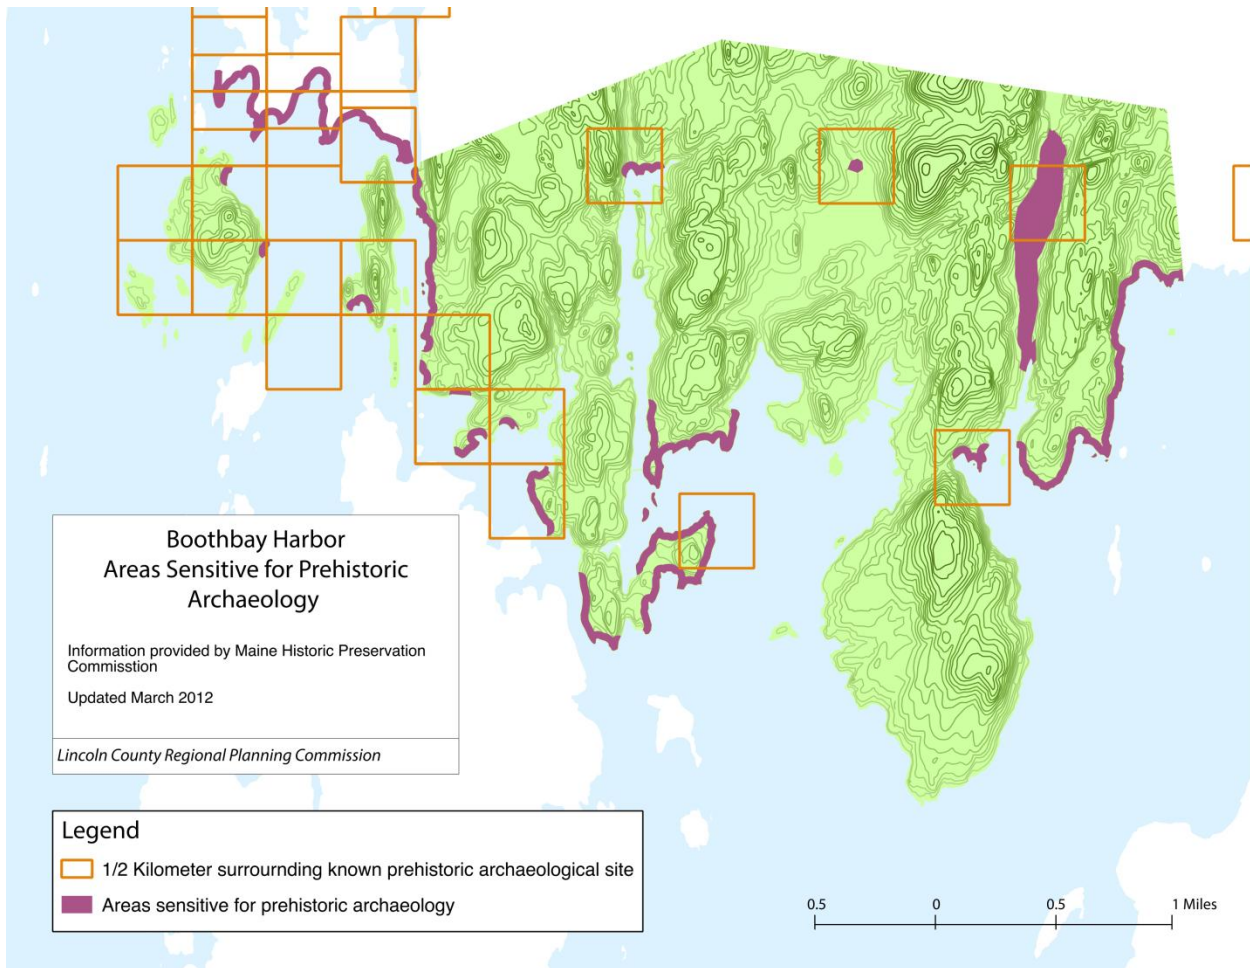 Boothbay Harbor
Areas Sensitive for Prehistoric
Archaeology
Information provided by Maine Historic Preservation
Commisstion
Updated March 2012
Lincoln County Regional Planning Commission
Legend
1/2 Kilometer surrournding known prehistoric archaeological site
Areas sensitive for prehistoric archaeology
0.5 0 0.5 1 Miles